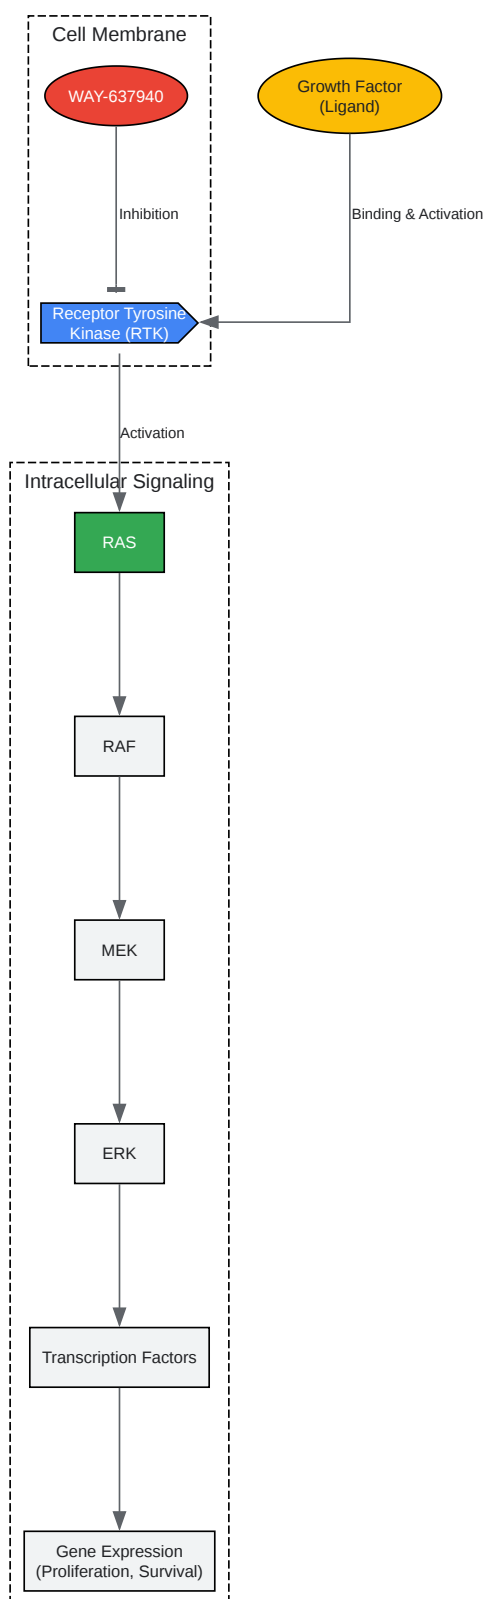 Cell Membrane
WAY-637940
Growth Factor
(Ligand)
Inhibition
Binding & Activation
Receptor Tyrosine
Kinase (RTK)
Activation
Intracellular Signaling
RAS
RAF
MEK
ERK
Transcription Factors
Gene Expression
(Proliferation, Survival)